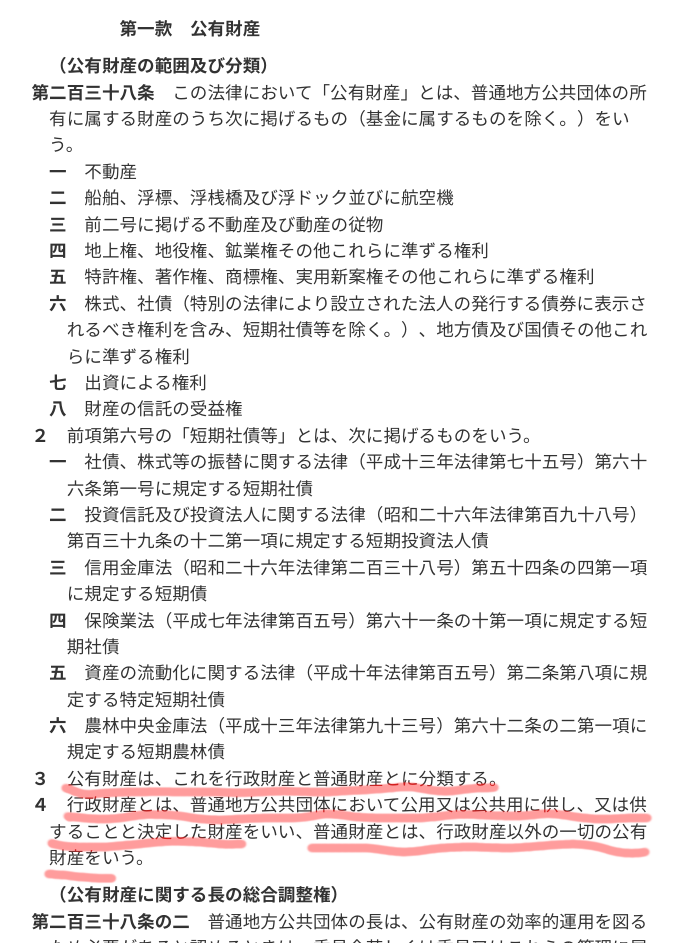 第一款　公有財産
（公有財産の範囲及び分類）
第二百三十八条　この法律において「公有財産」とは、普通地方公共団体の所
有に属する財産のうち次に掲げるもの（基金に属するものを除く。）をい
う。
一　不動産
二　船舶、浮標、浮桟橋及び浮ドック並びに航空機
三　前二号に掲げる不動産及び動産の従物
四　地上権、地役権、鉱業権その他これらに準ずる権利
五　特許権、著作権、商標権、実用新案権その他これらに準ずる権利
六　株式、社債（特別の法律により設立された法人の発行する債券に表示さ
れるべき権利を含み、短期社債等を除く。）、地方債及び国債その他これ
らに準ずる権利
七　出資による権利
八　財産の信託の受益権
２　前項第六号の「短期社債等」とは、次に掲げるものをいう。
一　社債、株式等の振替に関する法律（平成十三年法律第七十五号）第六十
六条第一号に規定する短期社債
二　投資信託及び投資法人に関する法律（昭和二十六年法律第百九十八号）
第百三十九条の十二第一項に規定する短期投資法人債
三　信用金庫法（昭和二十六年法律第二百三十八号）第五十四条の四第一項
に規定する短期債
四　保険業法（平成七年法律第百五号）第六十一条の十第一項に規定する短
期社債
五　資産の流動化に関する法律（平成十年法律第百五号）第二条第八項に規
定する特定短期社債
六　農林中央金庫法（平成十三年法律第九十三号）第六十二条の二第一項に
規定する短期農林債
３　公有財産は、これを行政財産と普通財産とに分類する。
４　行政財産とは、普通地方公共団体において公用又は公共用に供し、又は供
することと決定した財産をいい、普通財産とは、行政財産以外の一切の公有
財産をいう。
（公有財産に関する長の総合調整権）
第二百三十八条の二　普通地方公共団体の長は、公有財産の効率的運用を図る